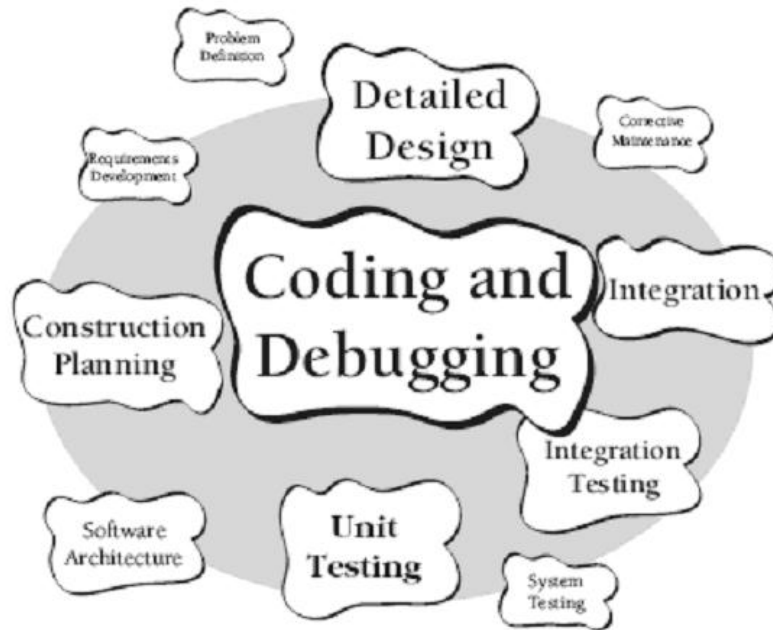 Problem
Definition
Detailed
Design
Corrective
Maintenance
Requirements
Development
Coding and
Debugging
Integration
Construction
Planning
Integration
Testing
Software
Architecture
Unit
Testing
System
Testing